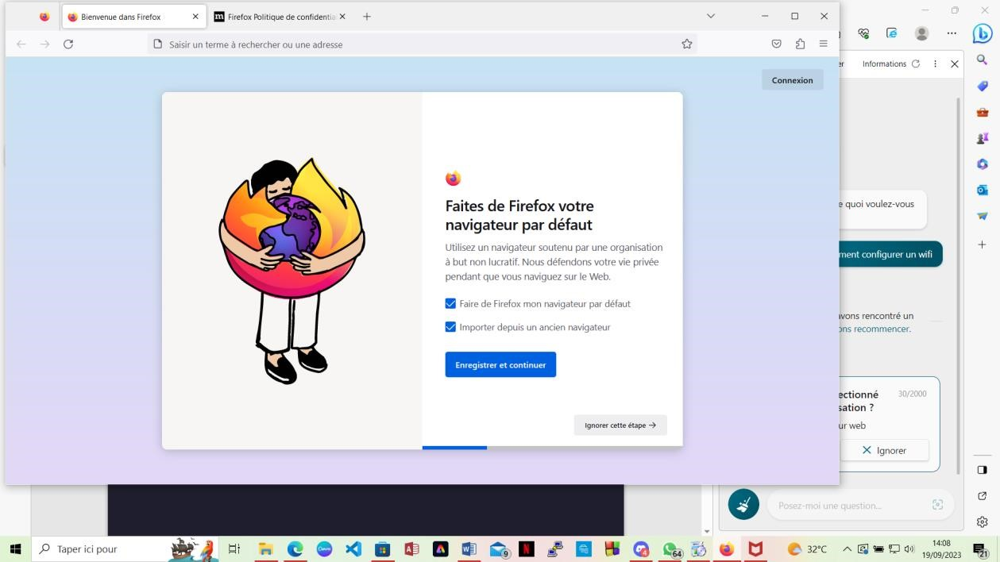 Bienvenue dans Firefox
Firefox Politique de confidentia
Saisir un terme à rechercher ou une adresse
Connexion
Faites de Firefox votre
navigateur par défaut
Utilisez un navigateur soutenu par une organisation
à but non lucratif. Nous défendons votre vie privée
pendant que vous naviguez sur le Web.
Faire de Firefox mon navigateur par défaut
Importer depuis un ancien navigateur
Enregistrer et continuer
Ignorer cette étape
er
Informations
e quoi voulez-vous
ment configurer un wifi
avons rencontré un
ons recommencer.
ectionné
30/2000
sation ?
ur web
Ignorer
Posez-moi une question...
Taper ici pour
9
4
64
32°C
14:08
19/09/2023
21